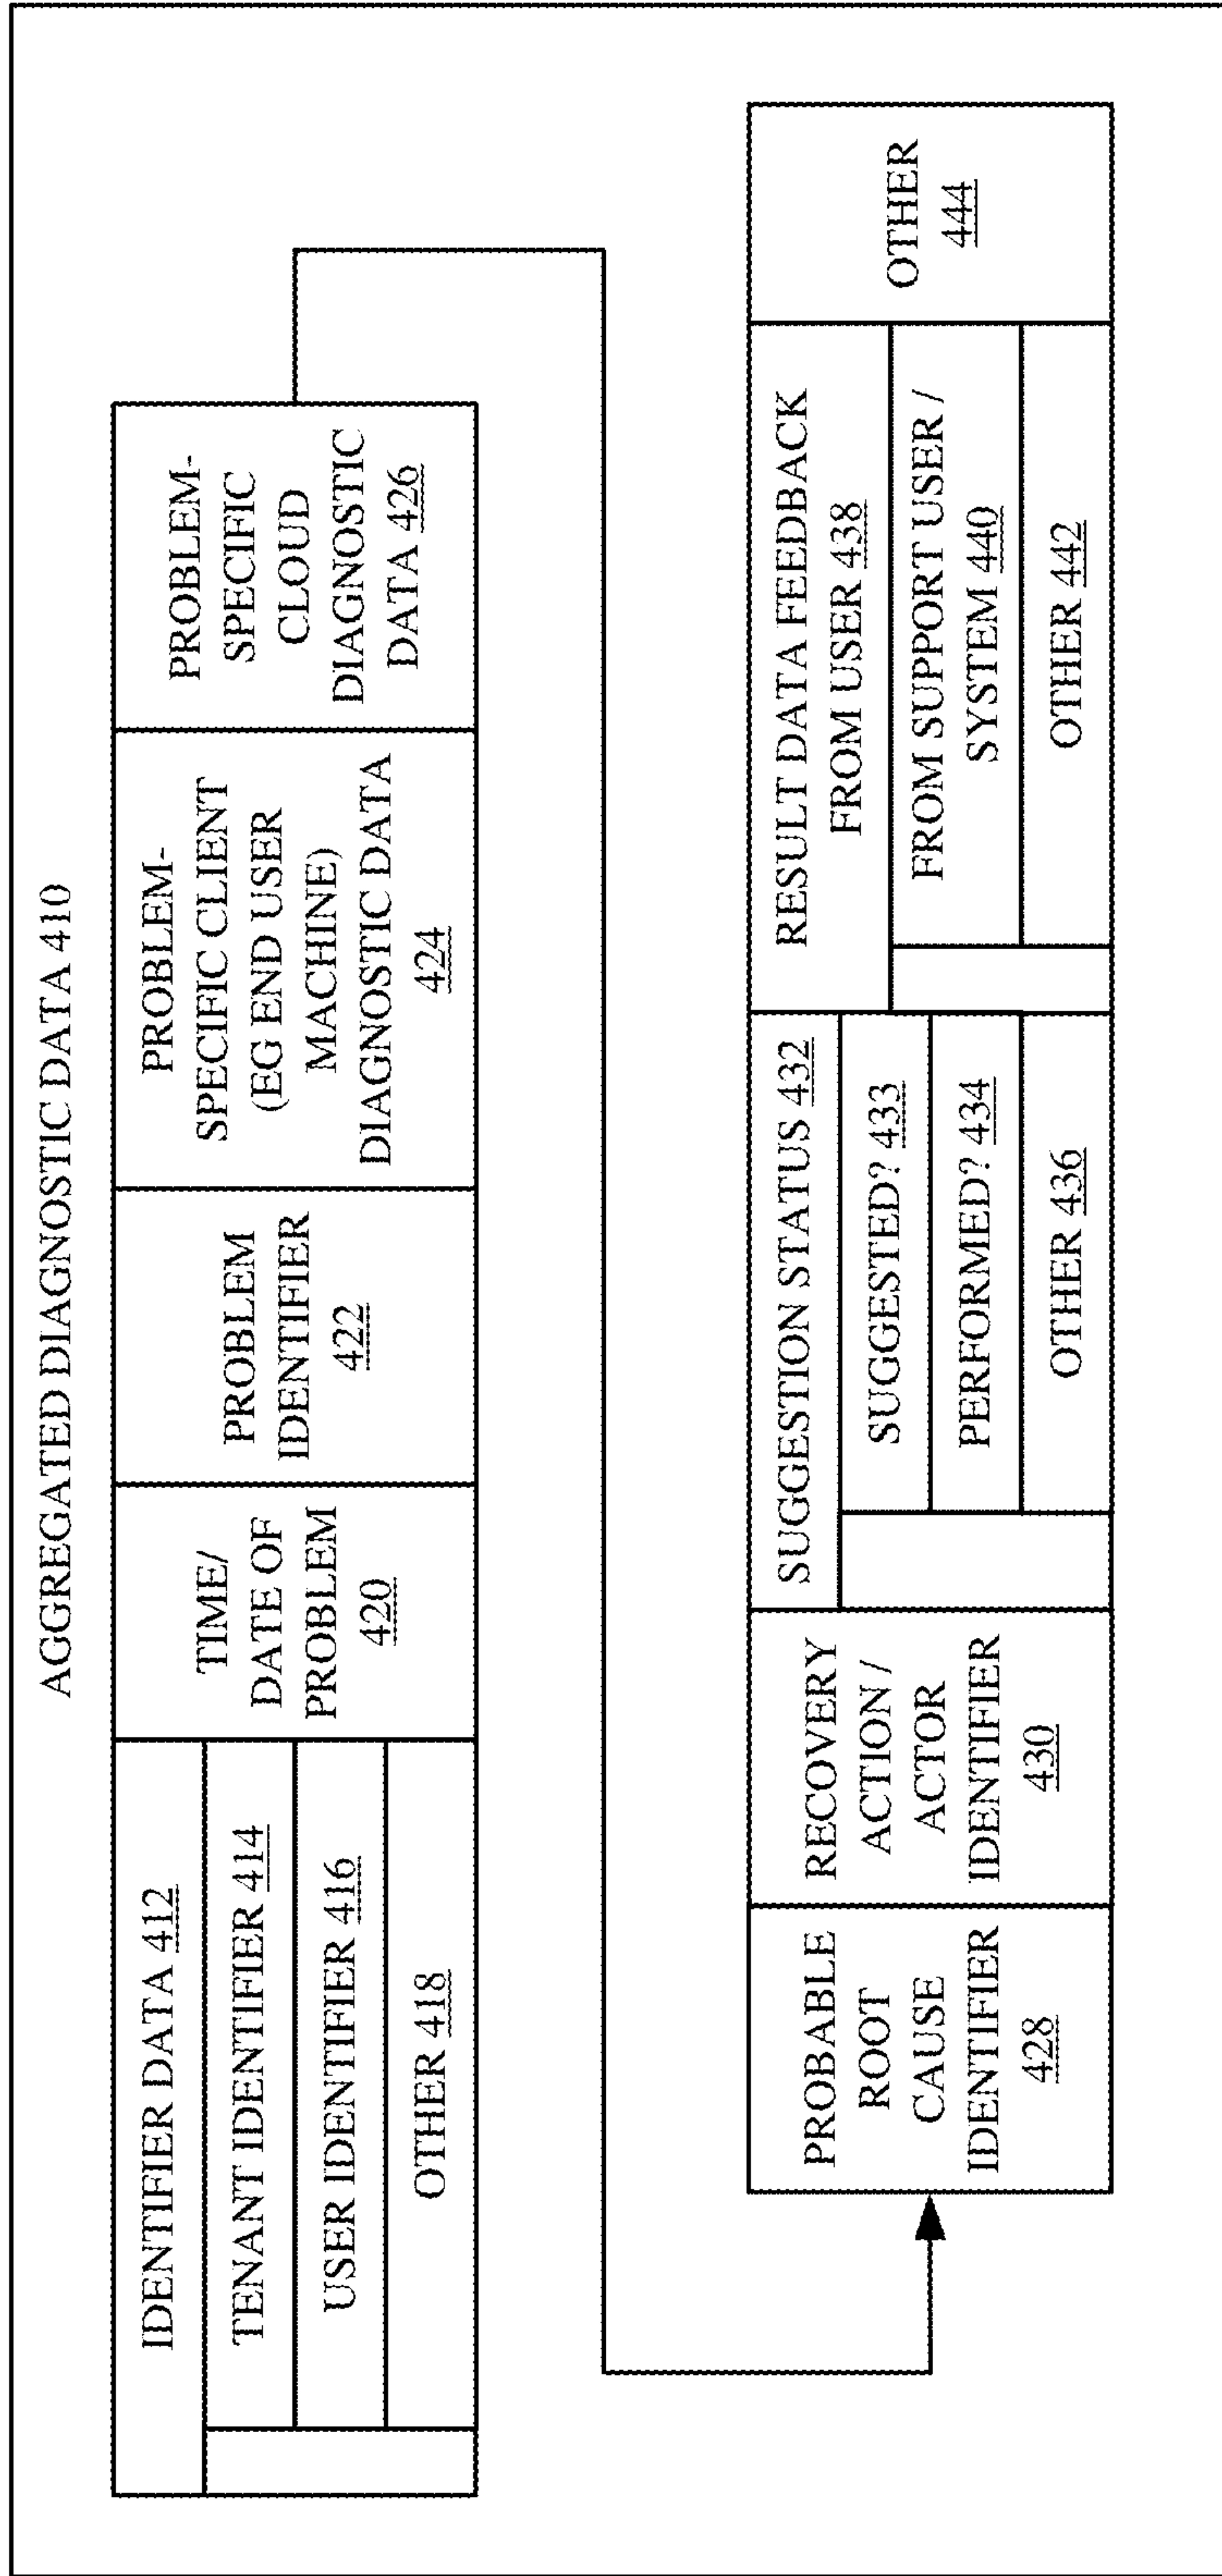 AGGREGATED DIAGNOSTIC DATA 410
IDENTIFIER DATA 412
TENANT IDENTIFIER 414
USER IDENTIFIER 416
OTHER 418
TIME/
DATE OF
PROBLEM
420
PROBLEM
IDENTIFIER
422
PROBLEM-
SPECIFIC CLIENT
(EG END USER
MACHINE)
DIAGNOSTIC DATA
424
PROBLEM-
SPECIFIC
CLOUD
DIAGNOSTIC
DATA 426
PROBABLE
ROOT
CAUSE
IDENTIFIER
428
RECOVERY
ACTION /
ACTOR
IDENTIFIER
430
SUGGESTION STATUS 432
SUGGESTED? 433
PERFORMED? 434
OTHER 436
RESULT DATA FEEDBACK
FROM USER 438
FROM SUPPORT USER /
SYSTEM 440
OTHER 442
OTHER
444